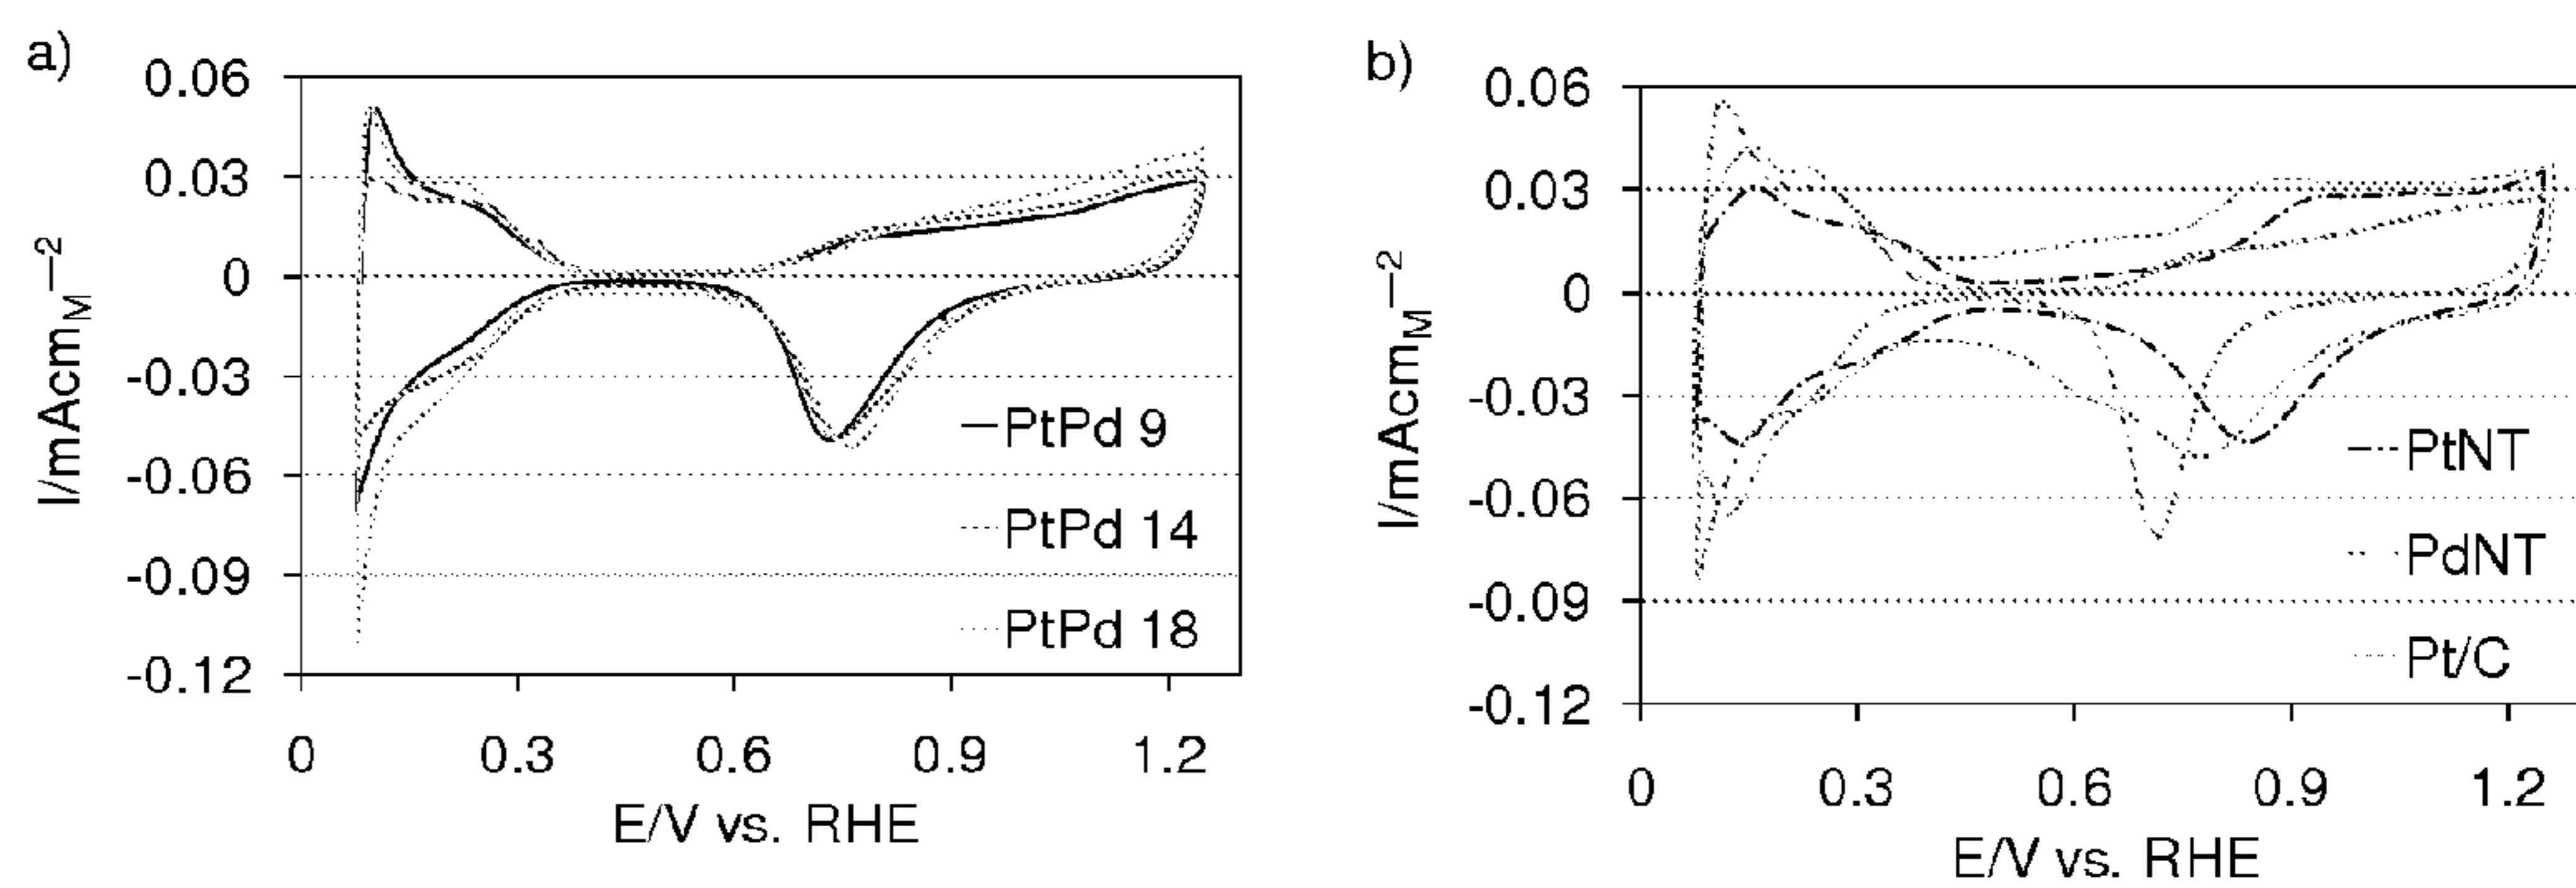 a)
0.06
0.03
0
-0.03
-0.06
-0.09
-0.12
I/mAcm_M^−2
PtPd 9
PtPd 14
PtPd 18
0 0.3 0.6 0.9 1.2
E/V vs. RHE
b)
0.06
0.03
0
-0.03
-0.06
-0.09
-0.12
I/mAcm_M^−2
PtNT
PdNT
Pt/C
0 0.3 0.6 0.9 1.2
E/V vs. RHE